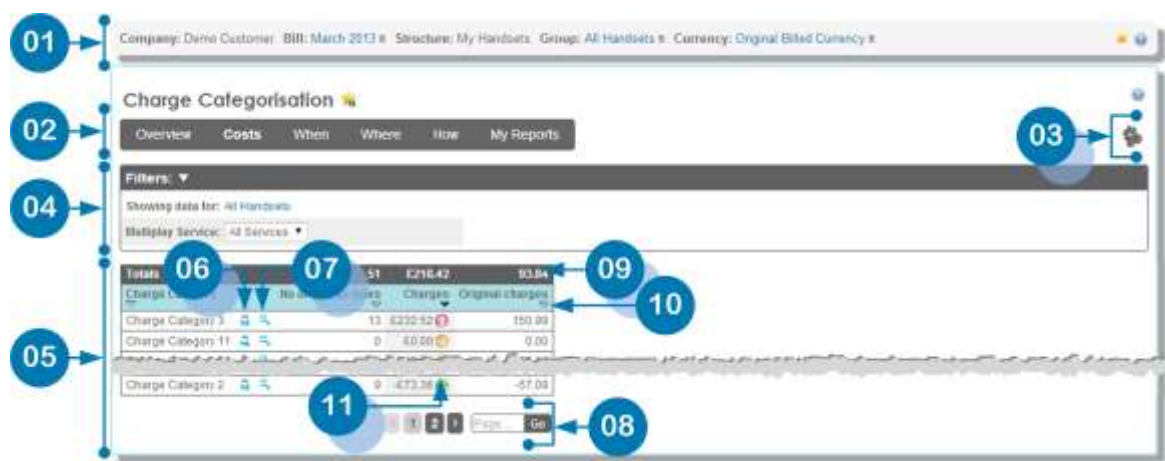 01
Company: Demo Customer Bill: March 2013 Structure: My Handsets Group: All Handsets Currency: Original Billed Currency
Charge Categorisation
02
Overview Costs When Where How My Reports
03
Filters: ▼
04
Showing data for: All Handsets
Multiplay Service: All Services ▼
06 07 09
Totals 51 £216.42 93.84
Charge Charges Original charges
10
Charge Category 3 13 £232.52 150.99
Charge Category 11 0 £0.00 0.00
05
Charge Category 2 9 -£73.36 -57.09
11
1 2 Page... Go
08